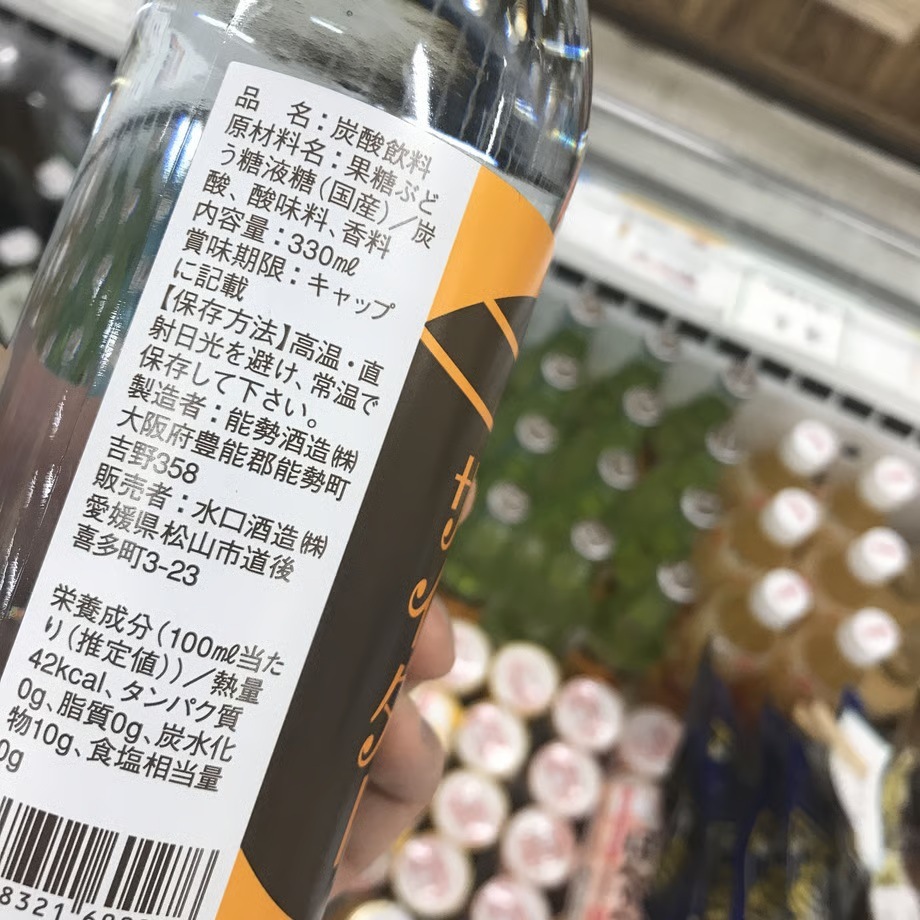 品 名：炭酸飲料
原材料名：果糖ぶど
う糖液糖（国産）／炭
酸、酸味料、香料
内容量：330㎖
賞味期限：キャップ
に記載
【保存方法】高温・直
射日光を避け、常温で
保存して下さい。
製造者：能勢酒造㈱
大阪府豊能郡能勢町
吉野358
販売者：水口酒造㈱
愛媛県松山市道後
喜多町3-23
栄養成分（100㎖当た
り（推定値））／熱量
42kcal、タンパク質
0g、脂質0g、炭水化
物10g、食塩相当量
0g